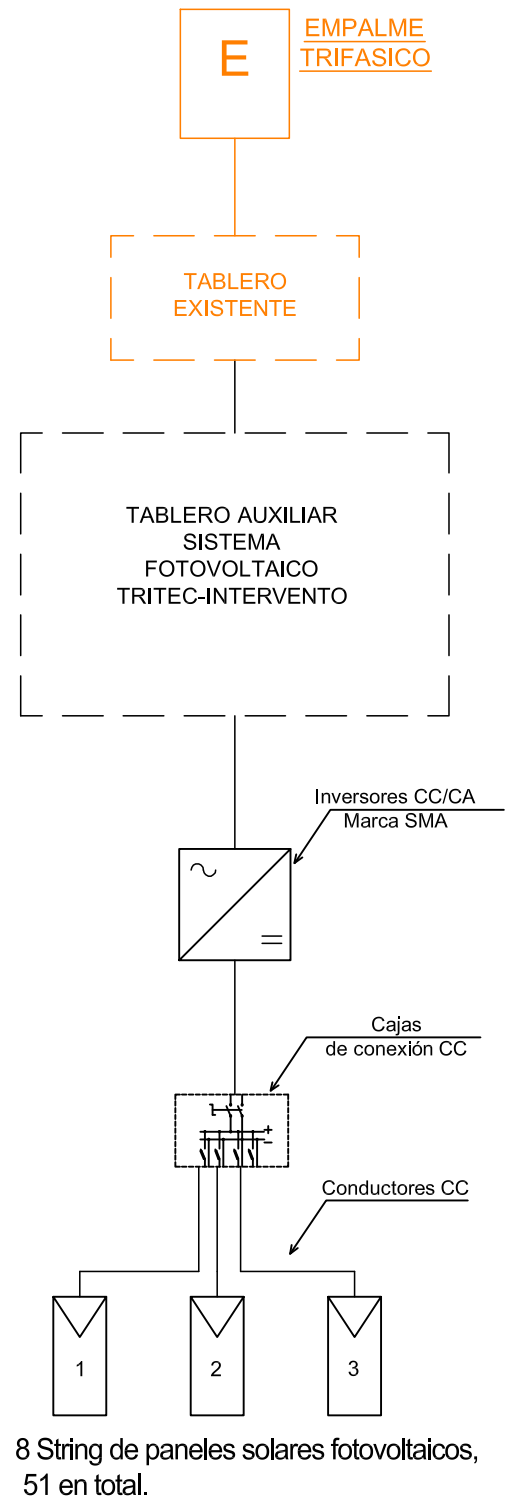 E
EMPALME
TRIFASICO
TABLERO
EXISTENTE
TABLERO AUXILIAR
SISTEMA
FOTOVOLTAICO
TRITEC-INTERVENTO
Inversores CC/CA
Marca SMA
Cajas
de conexión CC
+
−
Conductores CC
1
2
3
8 String de paneles solares fotovoltaicos,
51 en total.